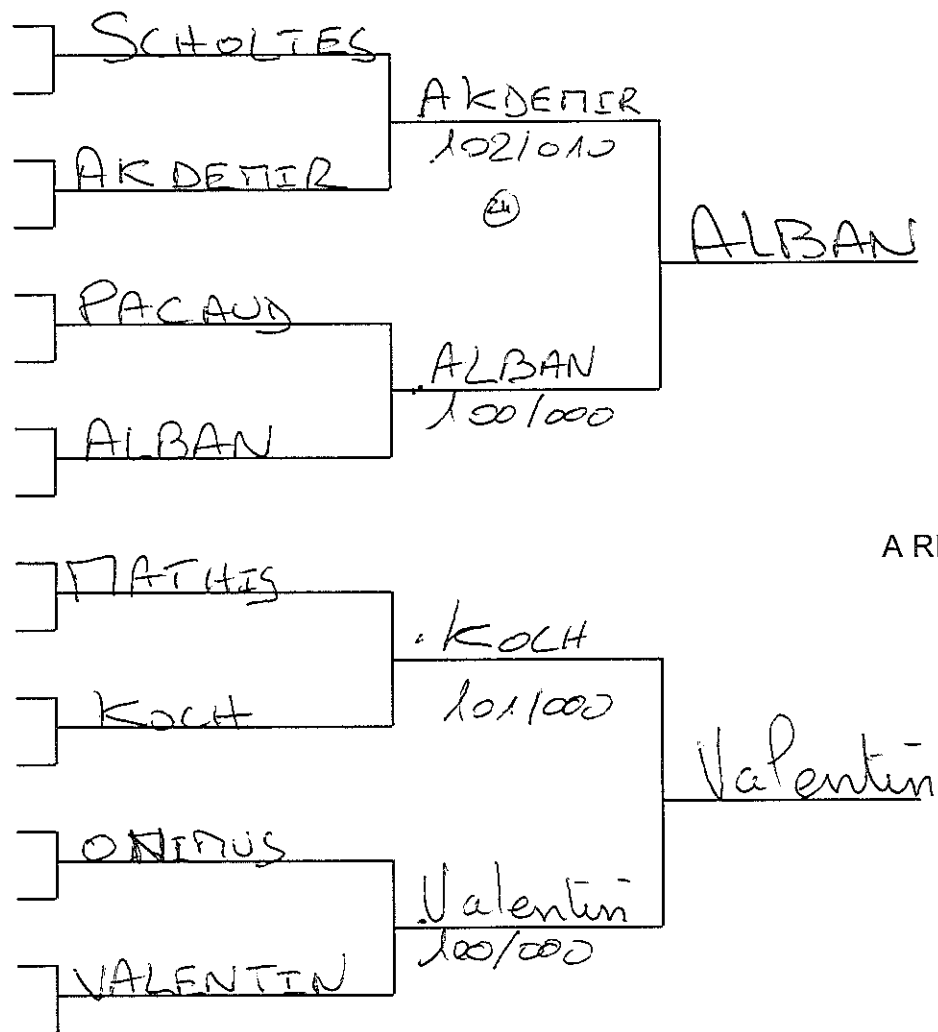 SCHOLTES
AKDEMIR
102/010
24
AKDEMIR
ALBAN
PACAUD
ALBAN
100/000
ALBAN
A R
MATHIS
KOCH
101/000
KOCH
Valentin
ONIMUS
Valentin
100/000
VALENTIN